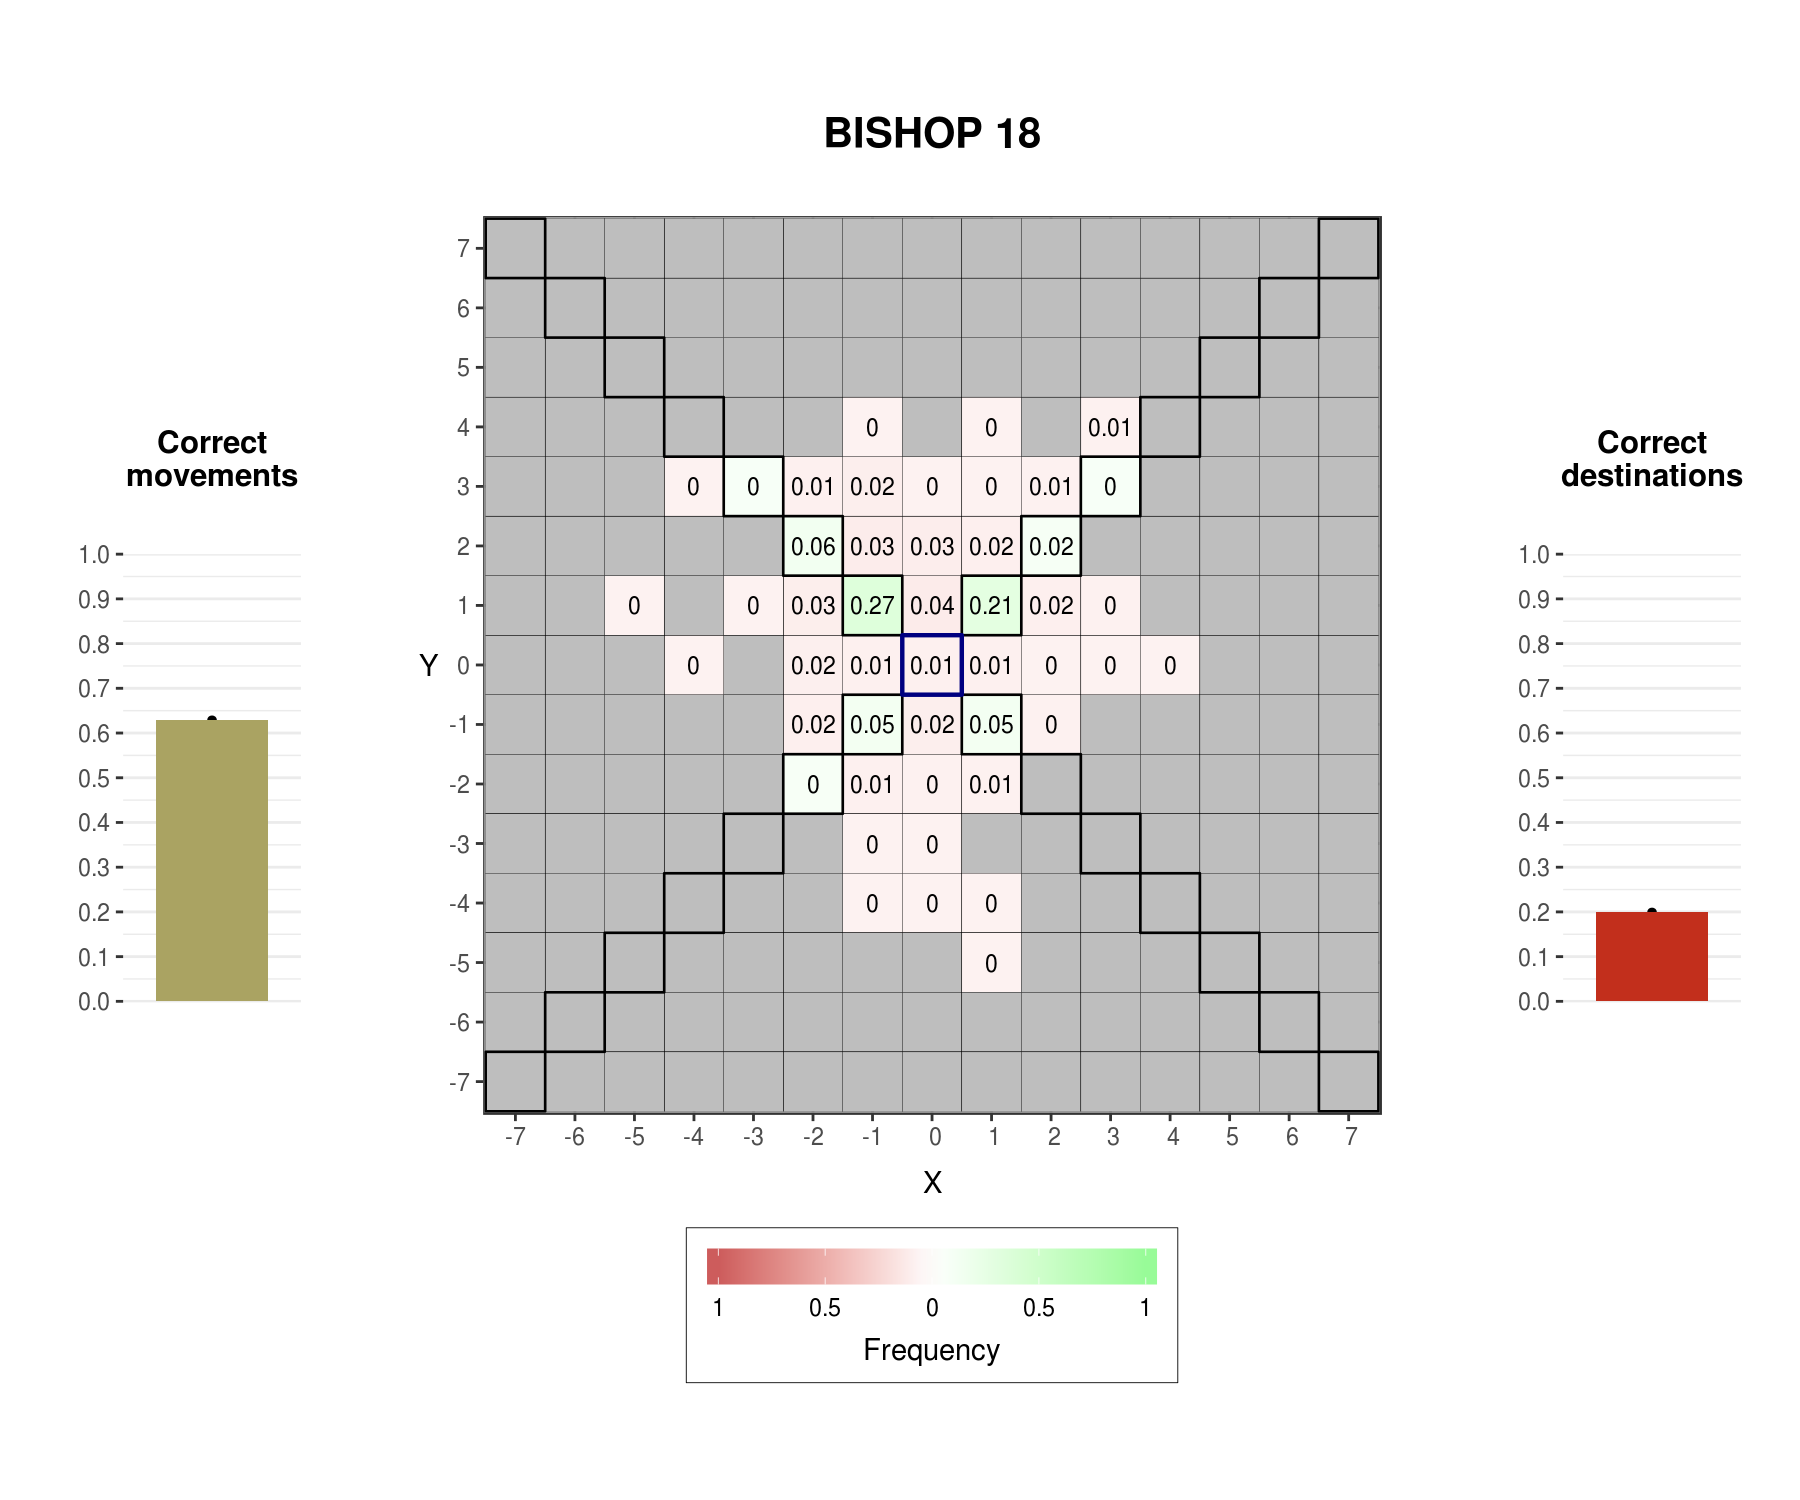 BISHOP 18
Correct
movements
1.0
0.9
0.8
0.7
0.6
0.5
0.4
0.3
0.2
0.1
0.0
Y
7
6
5
4 0 0 0.01
3 0 0 0.01 0.02 0 0 0.01 0
2 0.06 0.03 0.03 0.02 0.02
1 0 0 0.03 0.27 0.04 0.21 0.02 0
0 0 0.02 0.01 0.01 0.01 0 0 0
-1 0.02 0.05 0.02 0.05 0
-2 0 0.01 0 0.01
-3 0 0
-4 0 0 0
-5 0
-6
-7
-7 -6 -5 -4 -3 -2 -1 0 1 2 3 4 5 6 7
X
1 0.5 0 0.5 1
Frequency
Correct
destinations
1.0
0.9
0.8
0.7
0.6
0.5
0.4
0.3
0.2
0.1
0.0